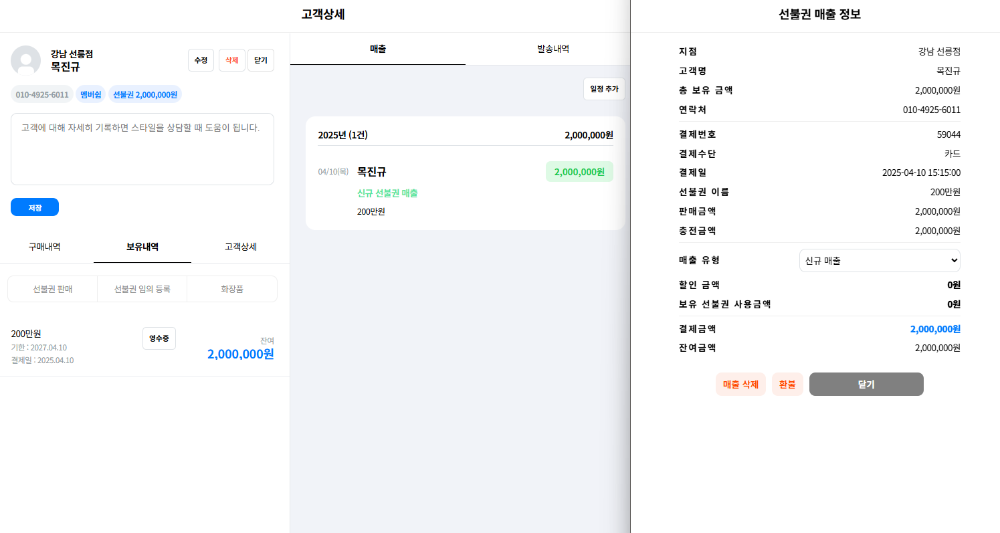 고객상세
강남 선릉점
목진규
수정
삭제
닫기
010-4925-6011
멤버쉽
선불권 2,000,000원
고객에 대해 자세히 기록하면 스타일을 상담할 때 도움이 됩니다.
저장
구매내역
보유내역
고객상세
선불권 판매
선불권 임의 등록
화장품
200만원
기한 : 2027.04.10
결제일 : 2025.04.10
영수증
잔여
2,000,000원
매출
발송내역
일정 추가
2025년 (1건)
2,000,000원
04/10(목)
목진규
2,000,000원
신규 선불권 매출
200만원
선불권 매출 정보
지점 강남 선릉점
고객명 목진규
총 보유 금액 2,000,000원
연락처 010-4925-6011
결제번호 59044
결제수단 카드
결제일 2025-04-10 15:15:00
선불권 이름 200만원
판매금액 2,000,000원
충전금액 2,000,000원
매출 유형 신규 매출
할인 금액 0원
보유 선불권 사용금액 0원
결제금액 2,000,000원
잔여금액 2,000,000원
매출 삭제
환불
닫기